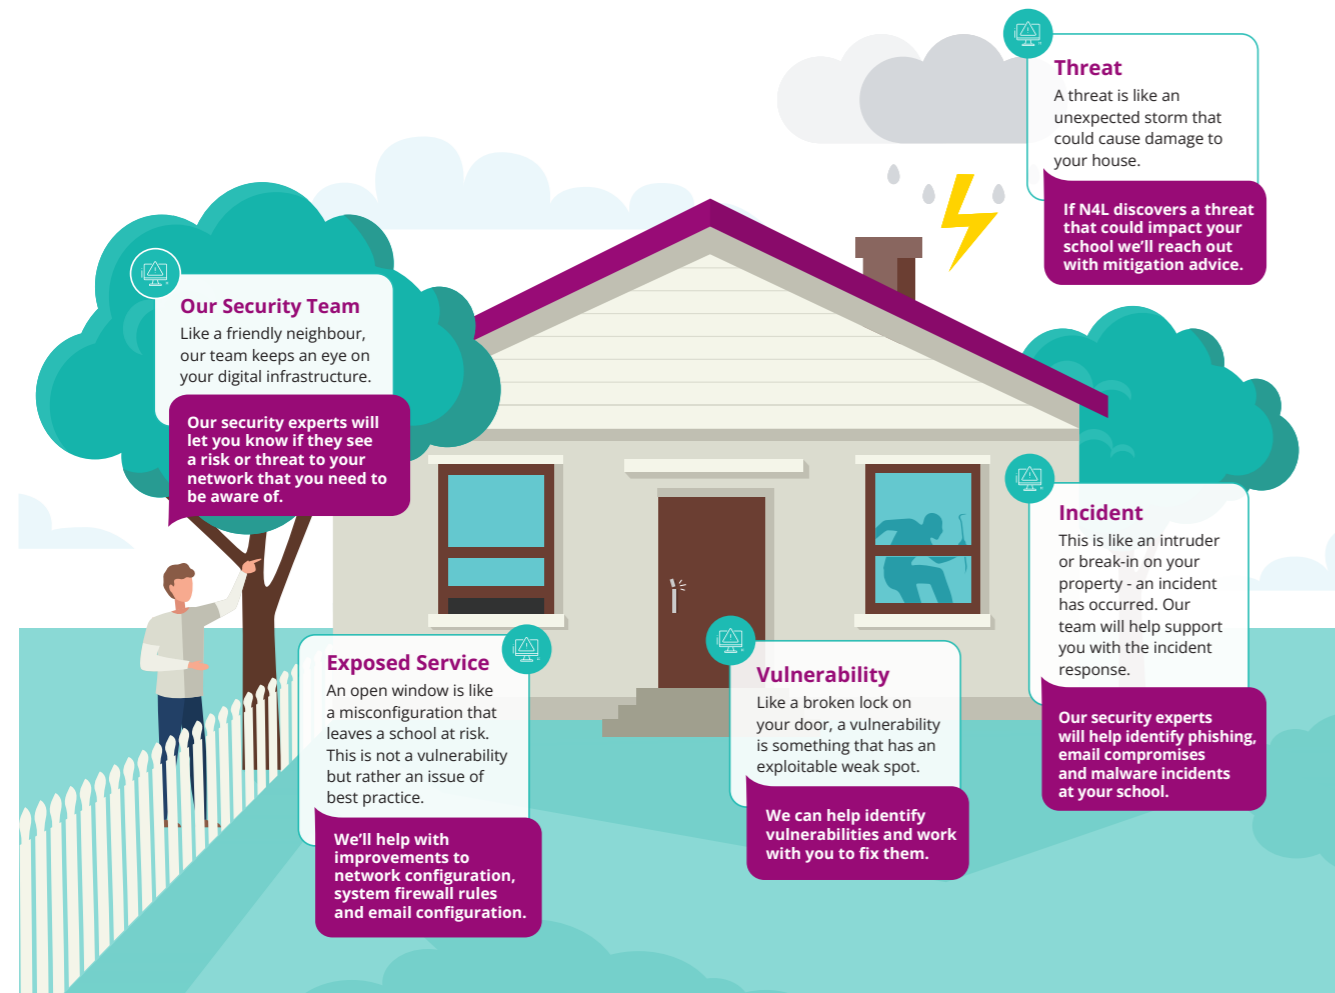 Threat
A threat is like an
unexpected storm that
could cause damage to
your house.
If N4L discovers a threat
that could impact your
school we'll reach out
with mitigation advice.
Our Security Team
Like a friendly neighbour,
our team keeps an eye on
your digital infrastructure.
Our security experts will
let you know if they see
a risk or threat to your
network that you need to
be aware of.
Incident
This is like an intruder
or break-in on your
property - an incident
has occurred. Our
team will help support
you with the incident
response.
Our security experts
will help identify phishing,
email compromises
and malware incidents
at your school.
Exposed Service
An open window is like
a misconfiguration that
leaves a school at risk.
This is not a vulnerability
but rather an issue of
best practice.
We'll help with
improvements to
network configuration,
system firewall rules
and email configuration.
Vulnerability
Like a broken lock on
your door, a vulnerability
is something that has an
exploitable weak spot.
We can help identify
vulnerabilities and work
with you to fix them.